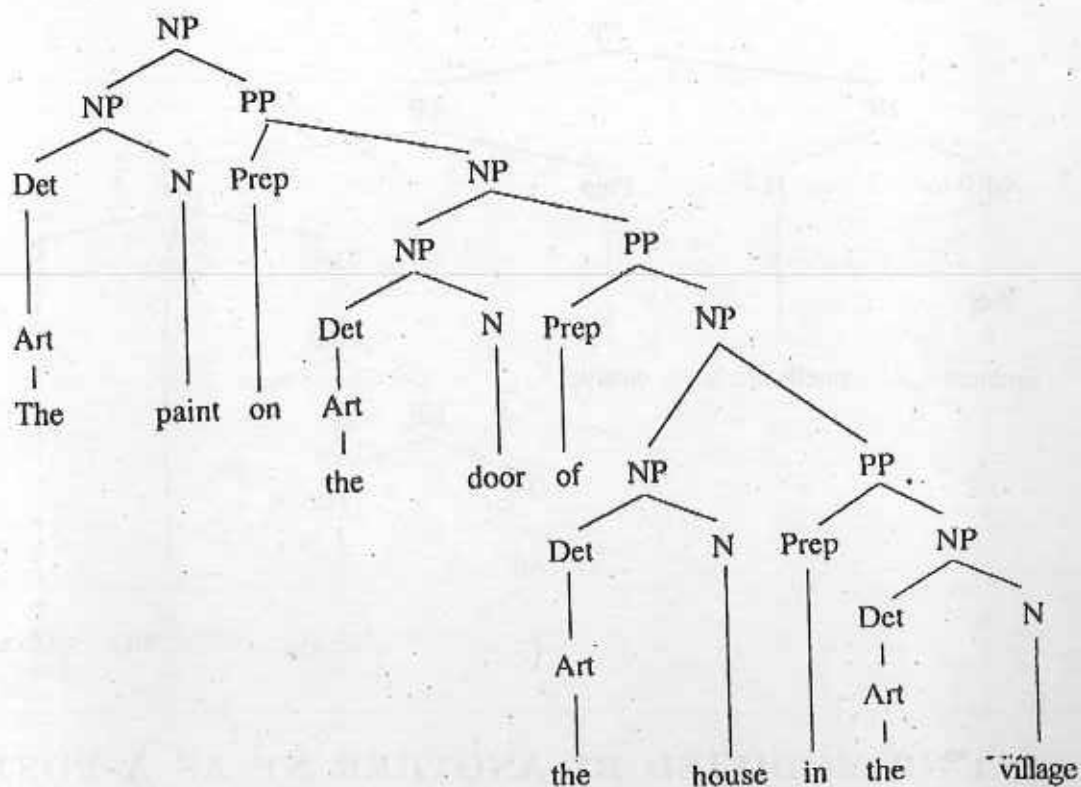 NP
NP PP
Det N Prep NP
NP PP
Art Det N Prep NP
The paint on Art
the door of NP PP
Det N Prep NP
Det N
Art
Art
the house in the village